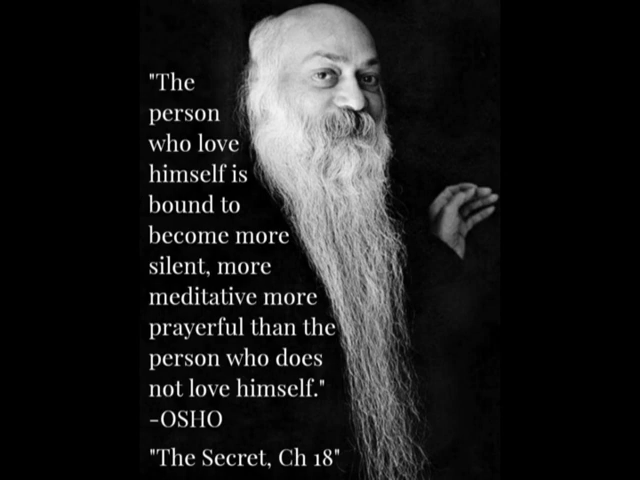 "The
person
who love
himself is
bound to
become more
silent, more
meditative more
prayerful than the
person who does
not love himself."
-OSHO
"The Secret, Ch 18"